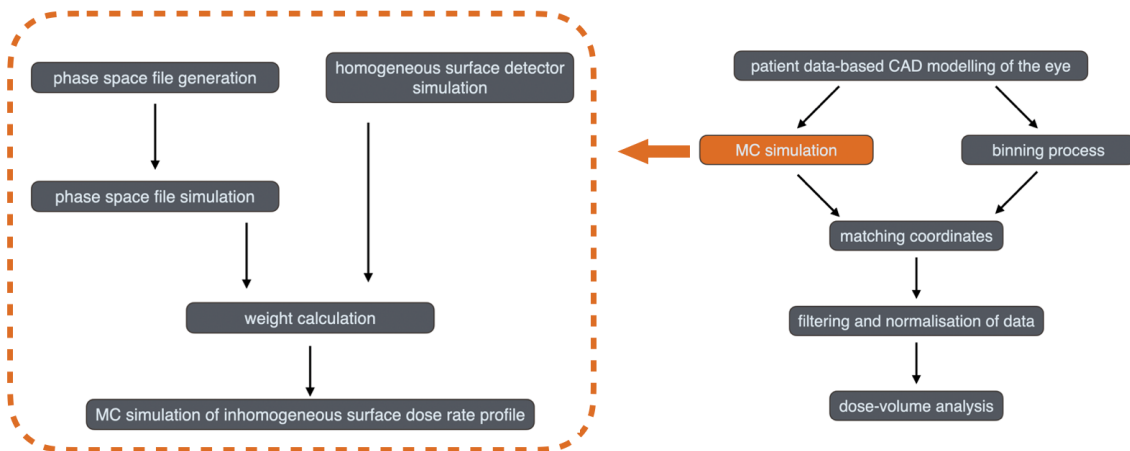 phase space file generation
homogeneous surface detector
simulation
phase space file simulation
weight calculation
MC simulation of inhomogeneous surface dose rate profile
patient data-based CAD modelling of the eye
MC simulation
binning process
matching coordinates
filtering and normalisation of data
dose-volume analysis